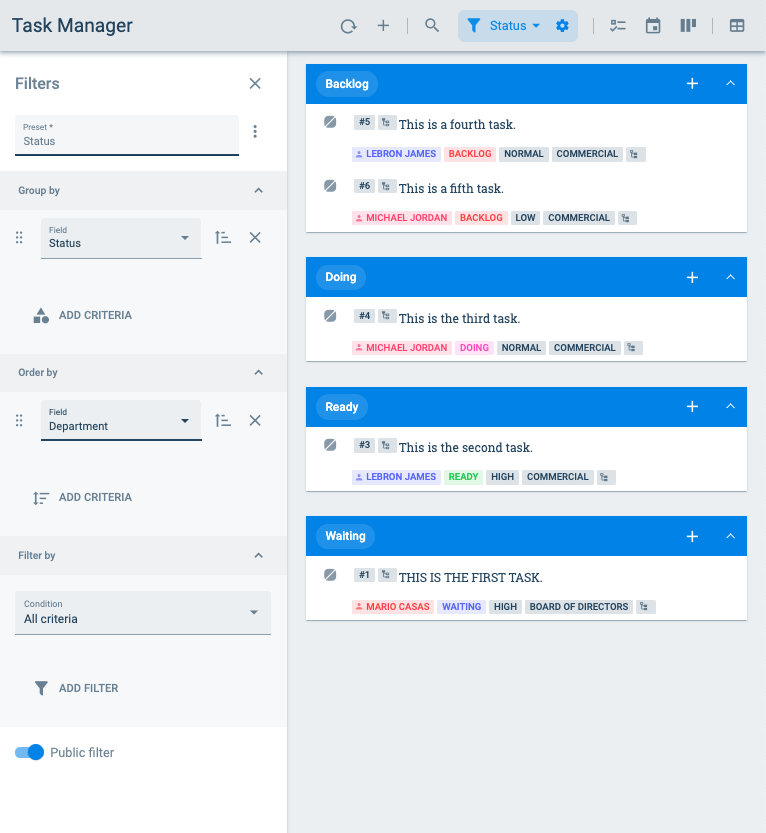 Task Manager
Status
Filters
Preset *
Status
Group by
Field
Status
ADD CRITERIA
Order by
Field
Department
ADD CRITERIA
Filter by
Condition
All criteria
ADD FILTER
Public filter
Backlog
#5 This is a fourth task.
LEBRON JAMES BACKLOG NORMAL COMMERCIAL
#6 This is a fifth task.
MICHAEL JORDAN BACKLOG LOW COMMERCIAL
Doing
#4 This is the third task.
MICHAEL JORDAN DOING NORMAL COMMERCIAL
Ready
#3 This is the second task.
LEBRON JAMES READY HIGH COMMERCIAL
Waiting
#1 THIS IS THE FIRST TASK.
MARIO CASAS WAITING HIGH BOARD OF DIRECTORS